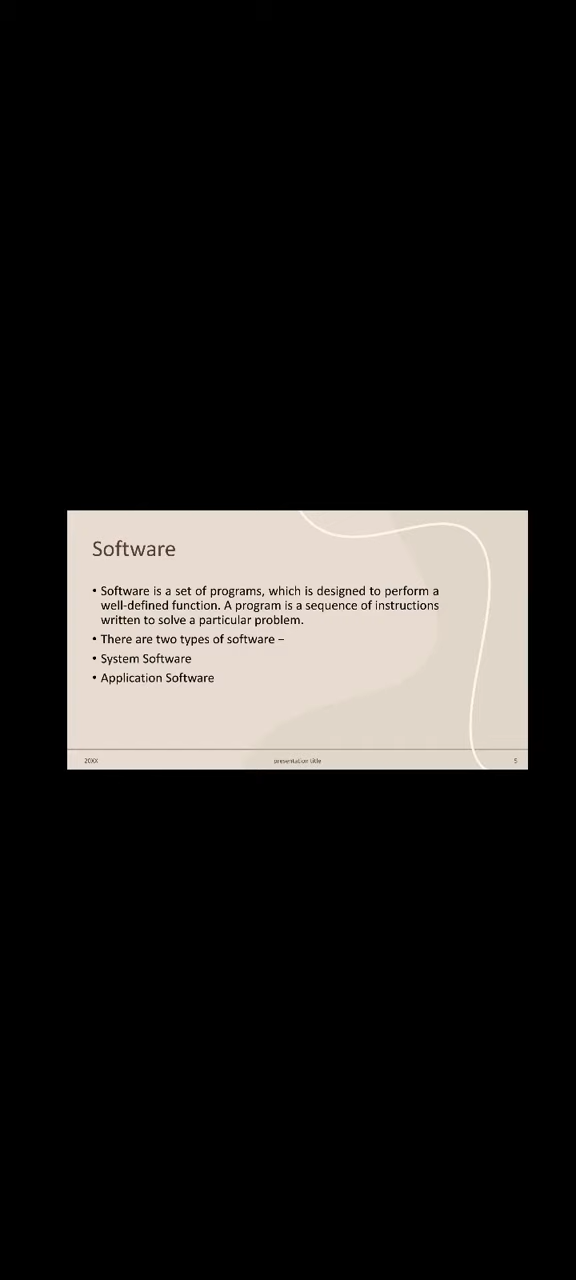 Software
• Software is a set of programs, which is designed to perform a
well-defined function. A program is a sequence of instructions
written to solve a particular problem.
• There are two types of software –
• System Software
• Application Software
20XX
presentation title
5